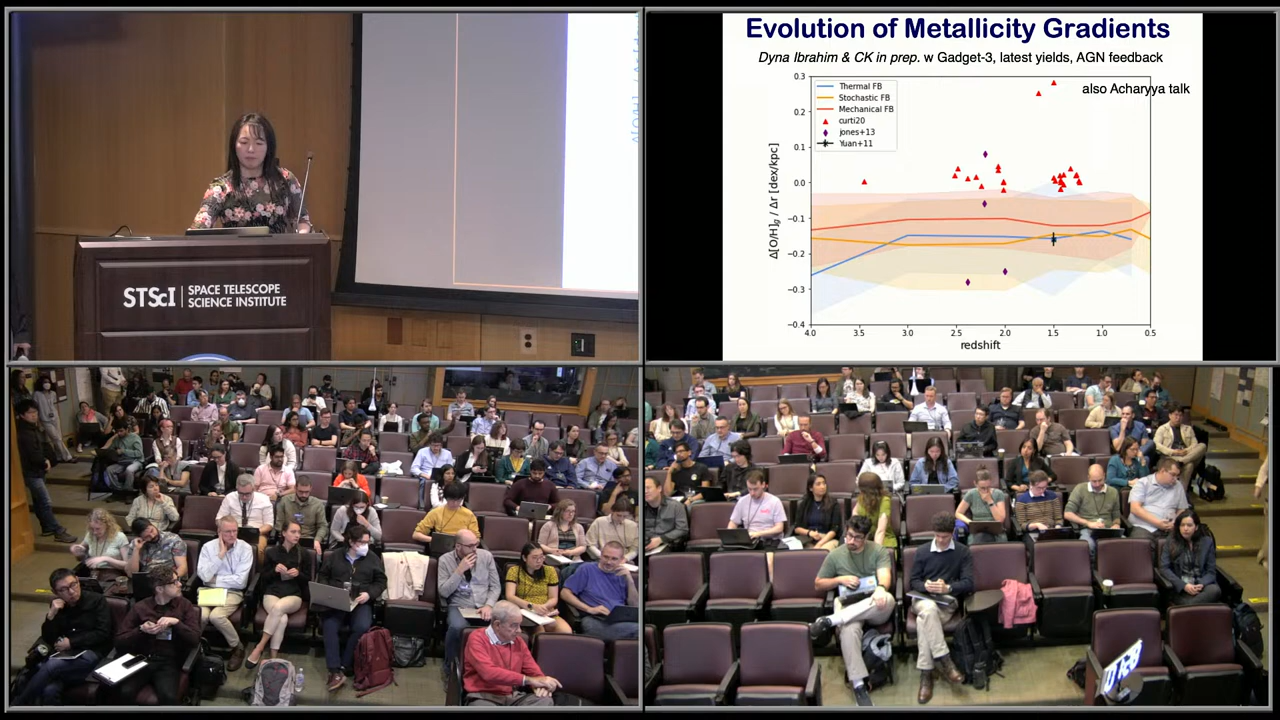 STScI | SPACE TELESCOPE
SCIENCE INSTITUTE
Evolution of Metallicity Gradients
Dyna Ibrahim & CK in prep. w Gadget-3, latest yields, AGN feedback
also Acharyya talk
Thermal FB
Stochastic FB
Mechanical FB
curti20
jones+13
Yuan+11
Δ[O/H]g / Δr [dex/kpc]
0.3
0.2
0.1
0.0
−0.1
−0.2
−0.3
−0.4
4.0 3.5 3.0 2.5 2.0 1.5 1.0 0.5
redshift